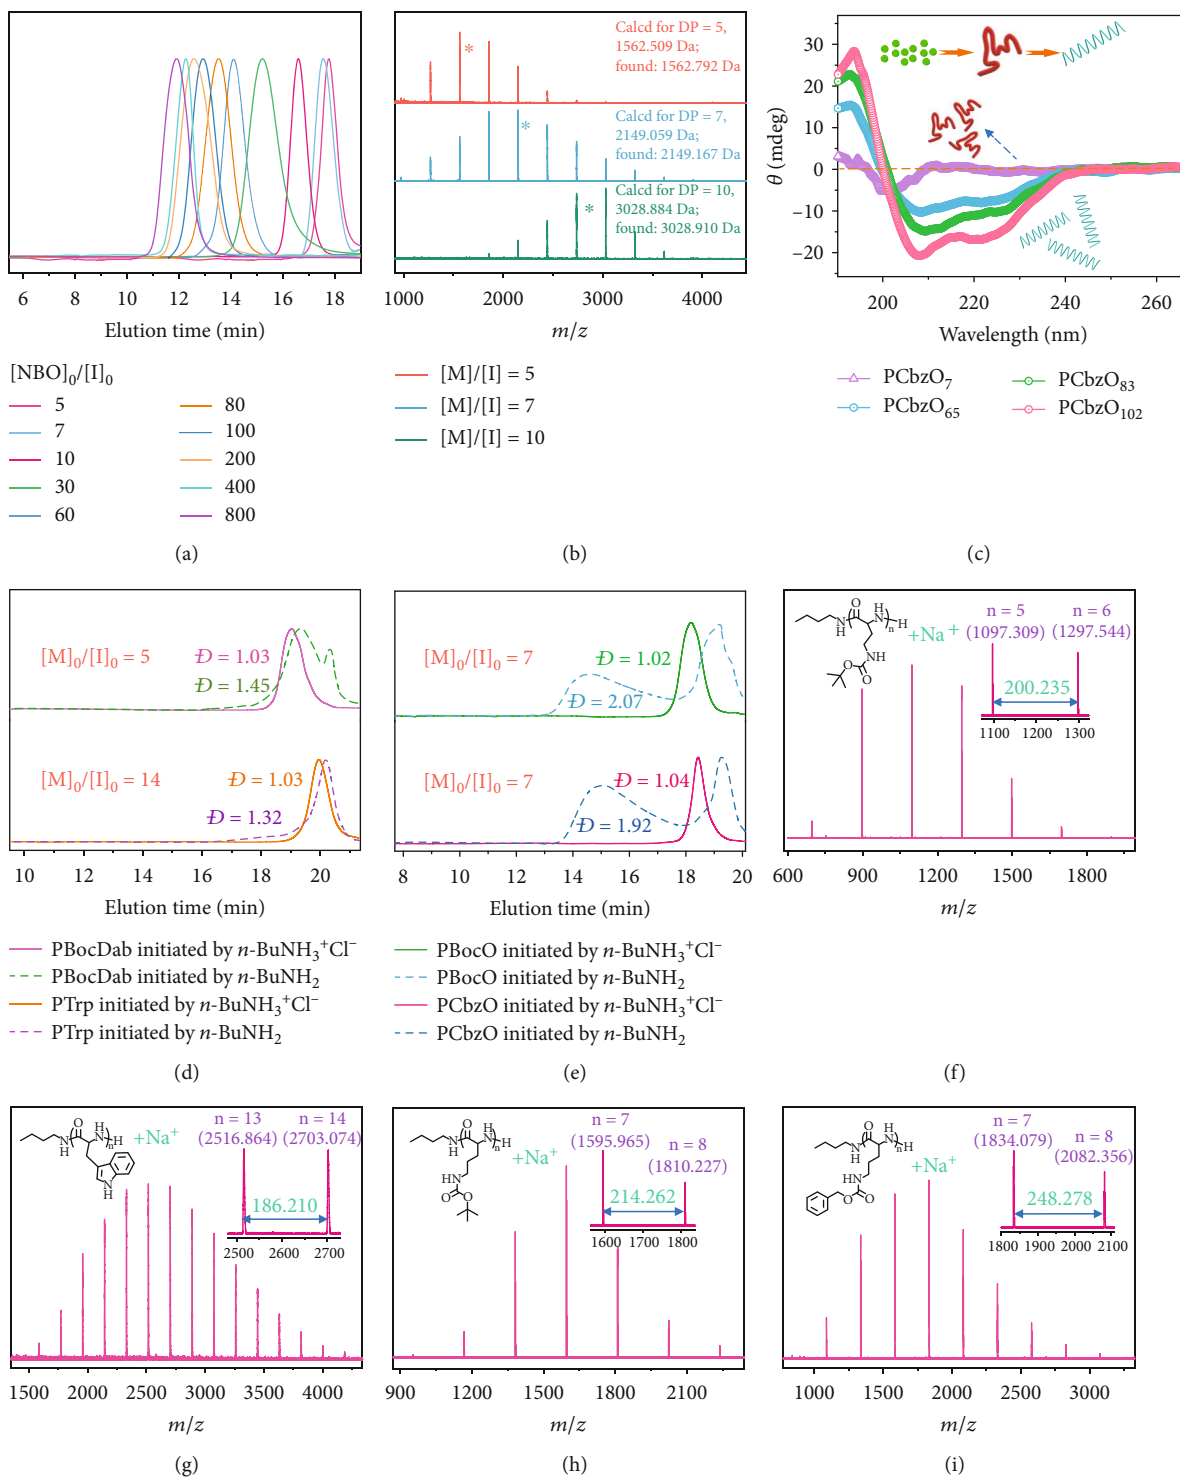 6 8 10 12 14 16 18
Elution time (min)
[NBO]₀/[I]₀
5
7
10
30
60
80
100
200
400
800
(a)
Calcd for DP = 5,
1562.509 Da;
found: 1562.792 Da
*
Calcd for DP = 7,
2149.059 Da;
found: 2149.167 Da
*
Calcd for DP = 10,
3028.884 Da;
found: 3028.910 Da
*
1000 2000 3000 4000
m/z
[M]/[I] = 5
[M]/[I] = 7
[M]/[I] = 10
(b)
θ (mdeg)
30
20
10
0
−10
−20
200 220 240 260
Wavelength (nm)
PCbzO₇
PCbzO₆₅
PCbzO₈₃
PCbzO₁₀₂
(c)
[M]₀/[I]₀ = 5
Đ = 1.03
Đ = 1.45
[M]₀/[I]₀ = 14
Đ = 1.03
Đ = 1.32
10 12 14 16 18 20
Elution time (min)
PBocDab initiated by n-BuNH₃⁺Cl⁻
PBocDab initiated by n-BuNH₂
PTrp initiated by n-BuNH₃⁺Cl⁻
PTrp initiated by n-BuNH₂
(d)
[M]₀/[I]₀ = 7
Đ = 1.02
Đ = 2.07
[M]₀/[I]₀ = 7
Đ = 1.04
Đ = 1.92
8 10 12 14 16 18 20
Elution time (min)
PBocO initiated by n-BuNH₃⁺Cl⁻
PBocO initiated by n-BuNH₂
PCbzO initiated by n-BuNH₃⁺Cl⁻
PCbzO initiated by n-BuNH₂
(e)
O H
N
N
H
n
H
NH
O
O
+Na⁺
n = 5
(1097.309)
n = 6
(1297.544)
200.235
1100 1200 1300
600 900 1200 1500 1800
m/z
(f)
O H
N
N
H
n
H
N
H
+Na⁺
n = 13
(2516.864)
n = 14
(2703.074)
186.210
2500 2600 2700
1500 2000 2500 3000 3500 4000
m/z
(g)
O H
N
N
H
n
H
HN
O
O
+Na⁺
n = 7
(1595.965)
n = 8
(1810.227)
214.262
1600 1700 1800
900 1200 1500 1800 2100
m/z
(h)
O H
N
N
H
n
H
HN
O
O
+Na⁺
n = 7
(1834.079)
n = 8
(2082.356)
248.278
1800 1900 2000 2100
1000 1500 2000 2500 3000
m/z
(i)